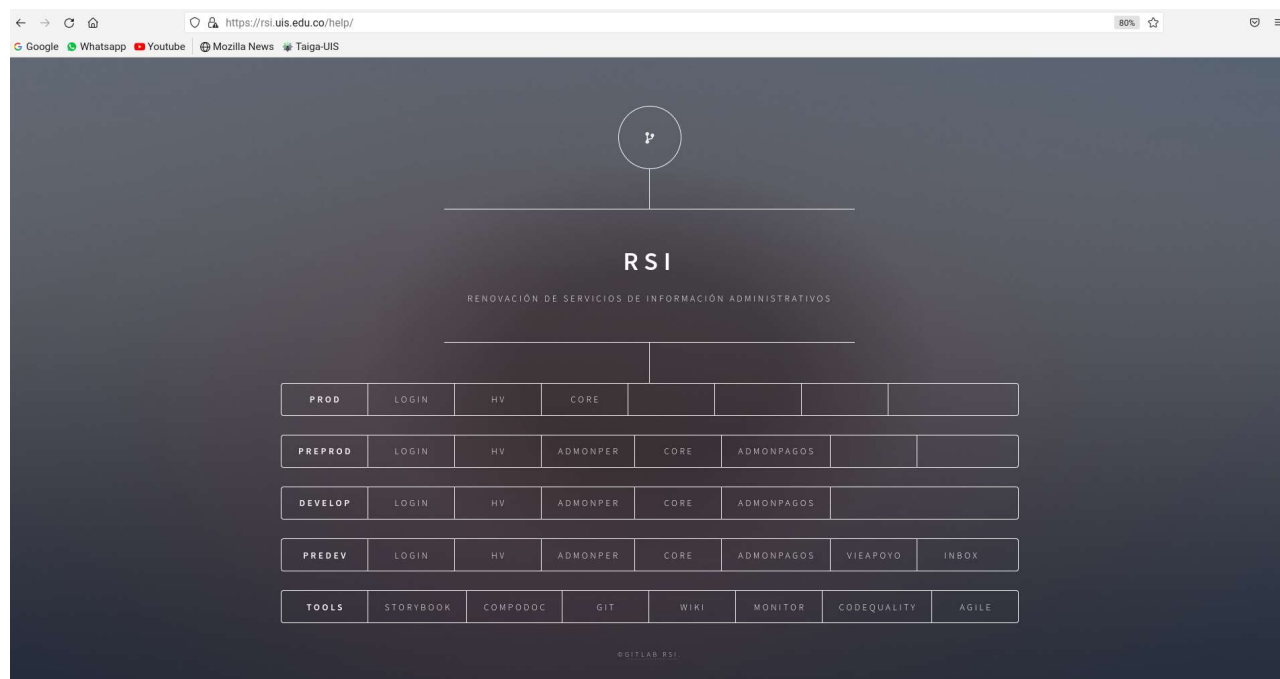 https://rsi.uis.edu.co/help/ 80%
Google Whatsapp Youtube Mozilla News Taiga-UIS
RSI
RENOVACIÓN DE SERVICIOS DE INFORMACIÓN ADMINISTRATIVOS
PROD LOGIN HV CORE
PREPROD LOGIN HV ADMONPER CORE ADMONPAGOS
DEVELOP LOGIN HV ADMONPER CORE ADMONPAGOS
PREDEV LOGIN HV ADMONPER CORE ADMONPAGOS VIEAPOYO INBOX
TOOLS STORYBOOK COMPODOC GIT WIKI MONITOR CODEQUALITY AGILE
©GITLAB RSI.